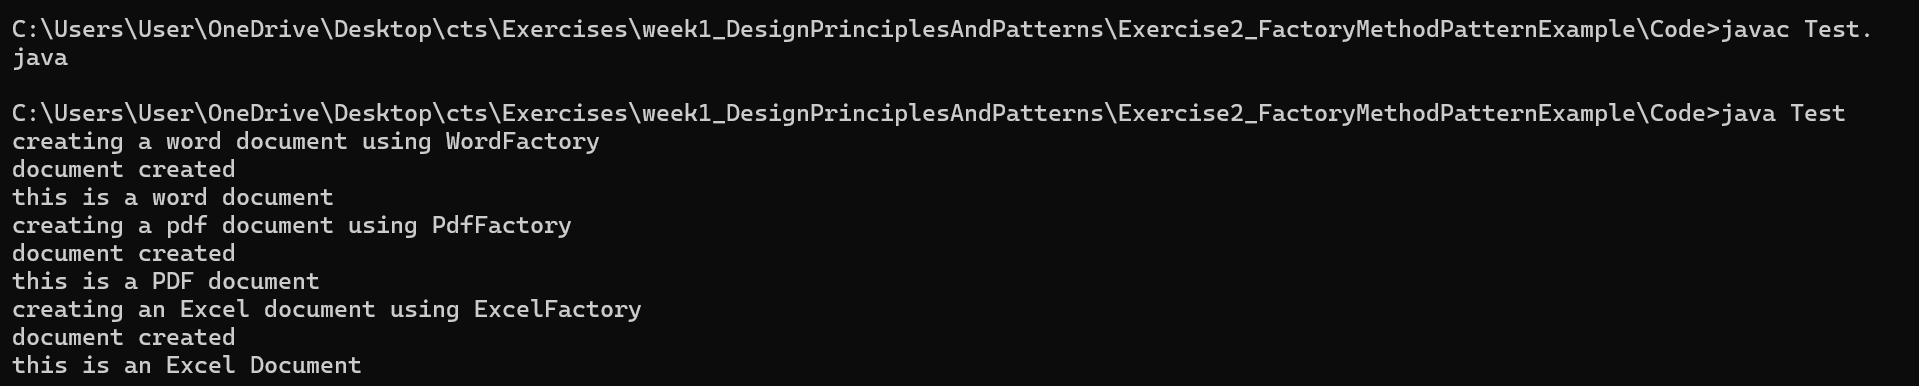 C:\Users\User\OneDrive\Desktop\cts\Exercises\week1_DesignPrinciplesAndPatterns\Exercise2_FactoryMethodPatternExample\Code>javac Test.
java
C:\Users\User\OneDrive\Desktop\cts\Exercises\week1_DesignPrinciplesAndPatterns\Exercise2_FactoryMethodPatternExample\Code>java Test
creating a word document using WordFactory
document created
this is a word document
creating a pdf document using PdfFactory
document created
this is a PDF document
creating an Excel document using ExcelFactory
document created
this is an Excel Document